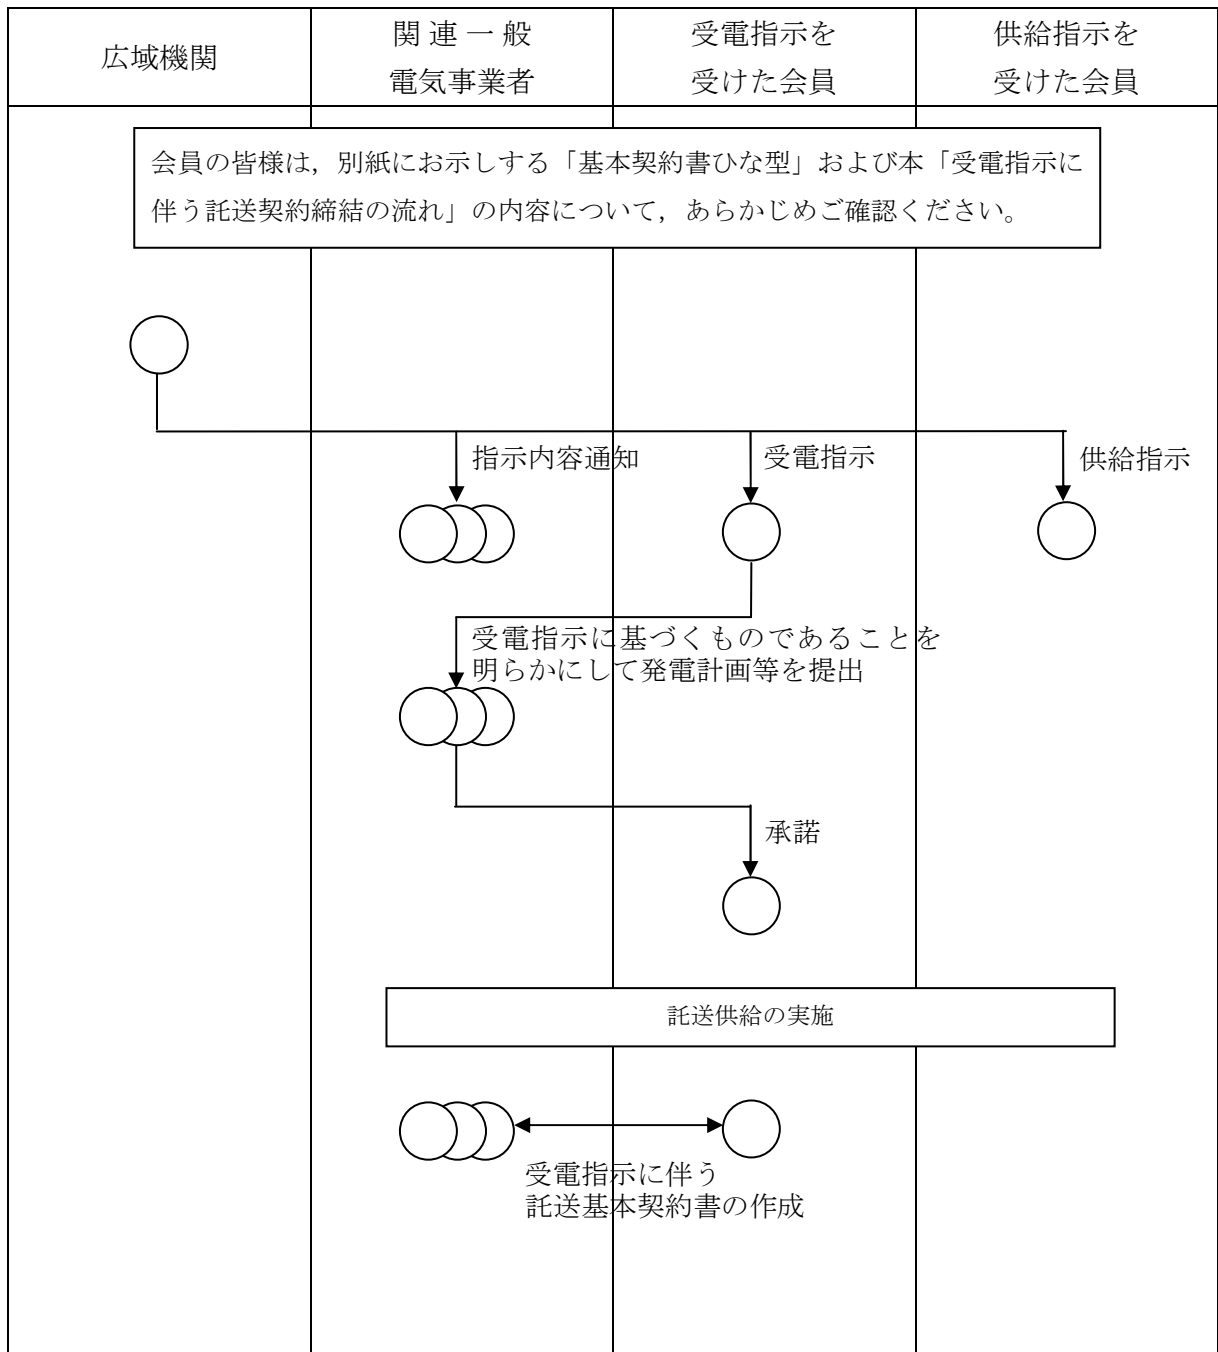 広域機関
関連一般
電気事業者
受電指示を
受けた会員
供給指示を
受けた会員
会員の皆様は，別紙にお示しする「基本契約書ひな型」および本「受電指示に
伴う託送契約締結の流れ」の内容について，あらかじめご確認ください。
指示内容通知
受電指示
供給指示
受電指示に基づくものであることを
明らかにして発電計画等を提出
承諾
託送供給の実施
受電指示に伴う
託送基本契約書の作成